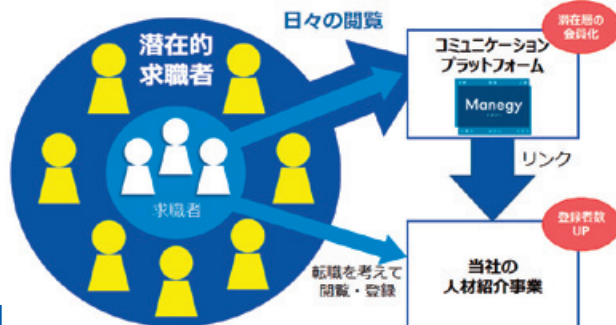 日々の閲覧
潜在層の
会員化
潜在的
求職者
コミュニケーション
プラットフォーム
Manegy
リンク
求職者
登録者数
UP
転職を考えて
閲覧・登録
当社の
人材紹介事業